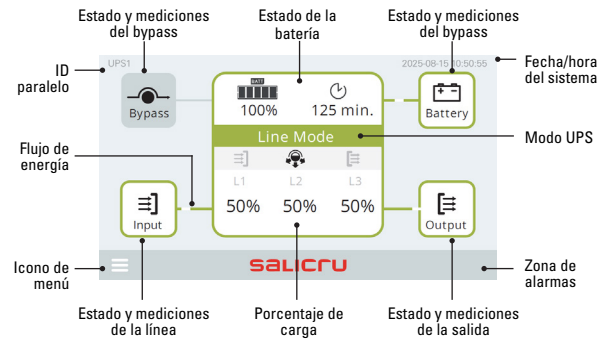 Estado y mediciones
del bypass
Estado de la
batería
Estado y mediciones
del bypass
ID
paralelo
UPS1
2025-08-15 10:50:55
Fecha/hora
del sistema
Bypass
BATT
100%
125 min.
Battery
Line Mode
Modo UPS
Flujo de
energía
L1
L2
L3
50%
50%
50%
Input
Output
Icono de
menú
SALICRU
Zona de
alarmas
Estado y mediciones
de la línea
Porcentaje de
carga
Estado y mediciones
de la salida